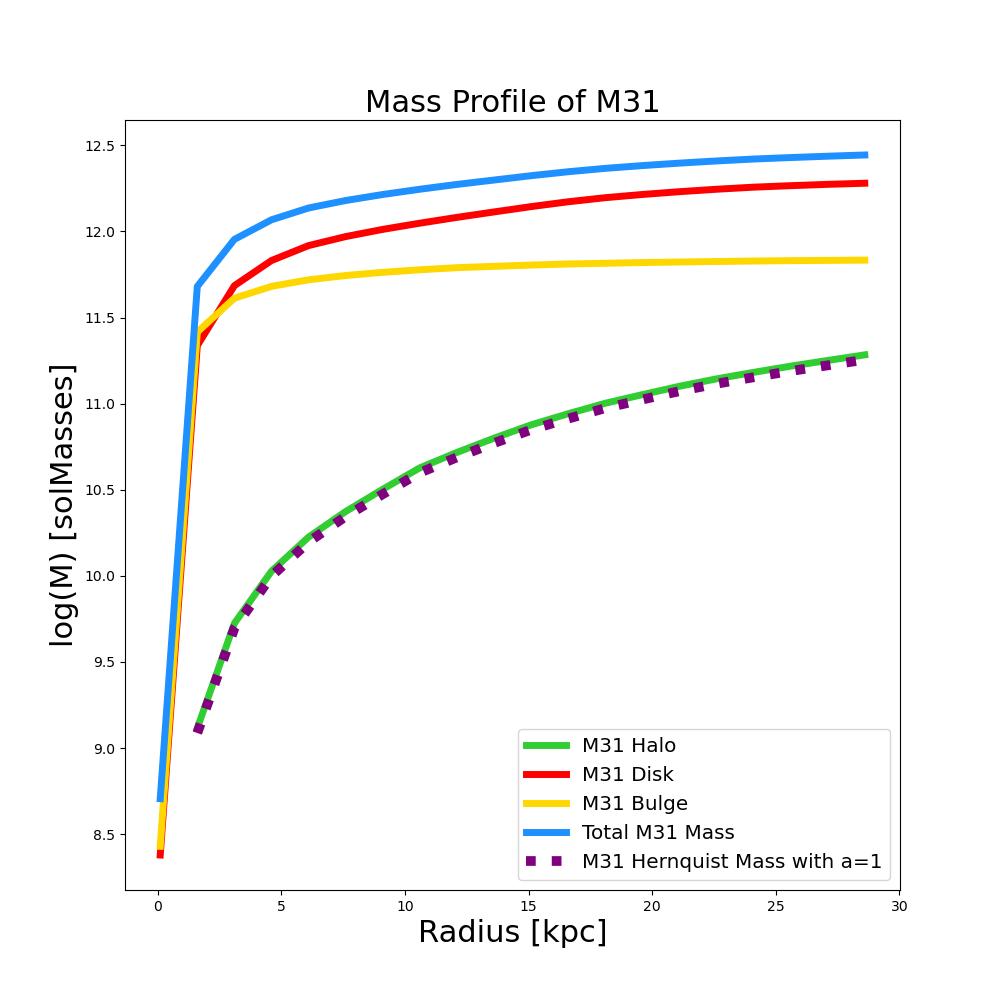 Mass Profile of M31
log(M) [solMasses]
12.5
12.0
11.5
11.0
10.5
10.0
9.5
9.0
8.5
M31 Halo
M31 Disk
M31 Bulge
Total M31 Mass
M31 Hernquist Mass with a=1
0 5 10 15 20 25 30
Radius [kpc]